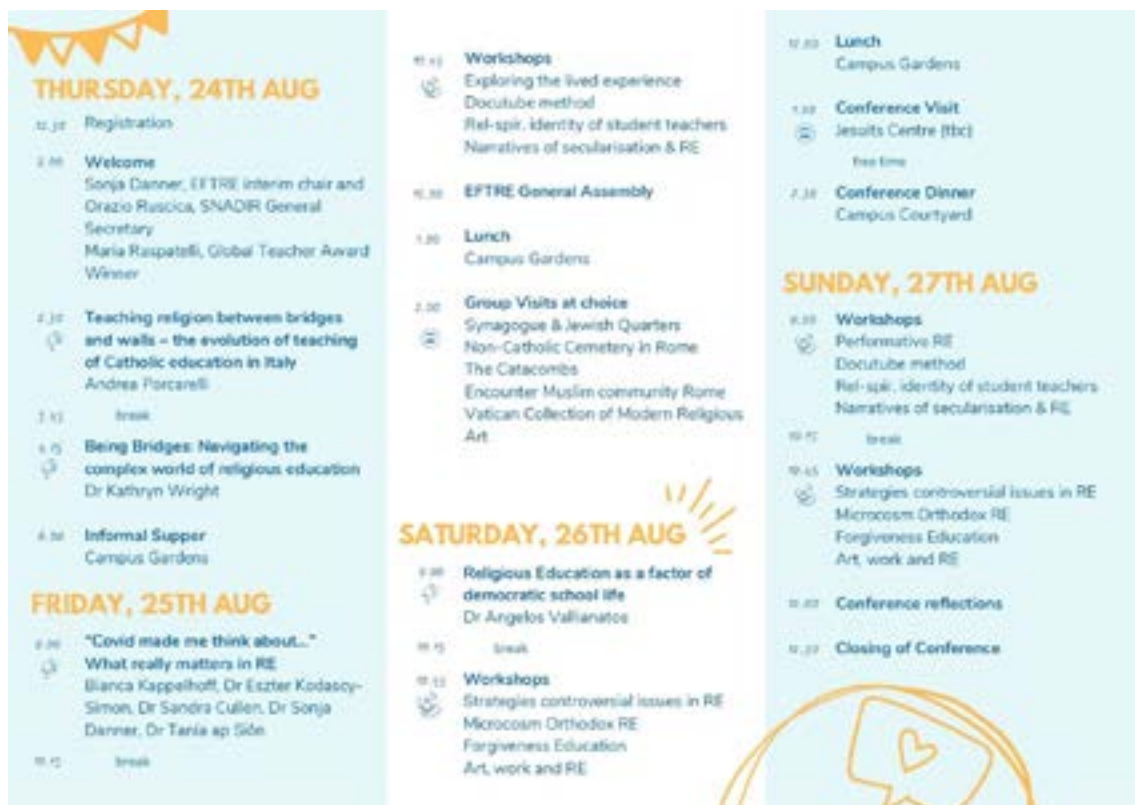 THURSDAY, 24TH AUG
Registration
Welcome
Sonja Danner, EFTRE interim chair and
Orazio Ruscica, SNADIR General
Secretary
Maria Raspatelli, Global Teacher Award
Winner
2.30 Teaching religion between bridges
and walls – the evolution of teaching
of Catholic education in Italy
Andrea Porcarelli
break
Being Bridges: Navigating the
complex world of religious education
Dr Kathryn Wright
Informal Supper
Campus Gardens
FRIDAY, 25TH AUG
"Covid made me think about..."
What really matters in RE
Bianca Kappelhoff, Dr Eszter Kodascy-
Simon, Dr Sandra Cullen, Dr Sonja
Danner, Dr Tania ap Siôn
break
Workshops
Exploring the lived experience
Docutube method
Rel-spir. identity of student teachers
Narratives of secularisation & RE
EFTRE General Assembly
1.00 Lunch
Campus Gardens
2.00 Group Visits at choice
Synagogue & Jewish Quarters
Non-Catholic Cemetery in Rome
The Catacombs
Encounter Muslim community Rome
Vatican Collection of Modern Religious
Art
SATURDAY, 26TH AUG
Religious Education as a factor of
democratic school life
Dr Angelos Vallianatos
break
Workshops
Strategies controversial issues in RE
Microcosm Orthodox RE
Forgiveness Education
Art, work and RE
Lunch
Campus Gardens
Conference Visit
Jesuits Centre (tbc)
free time
Conference Dinner
Campus Courtyard
SUNDAY, 27TH AUG
Workshops
Performative RE
Docutube method
Rel-spir. identity of student teachers
Narratives of secularisation & RE
break
Workshops
Strategies controversial issues in RE
Microcosm Orthodox RE
Forgiveness Education
Art, work and RE
Conference reflections
Closing of Conference